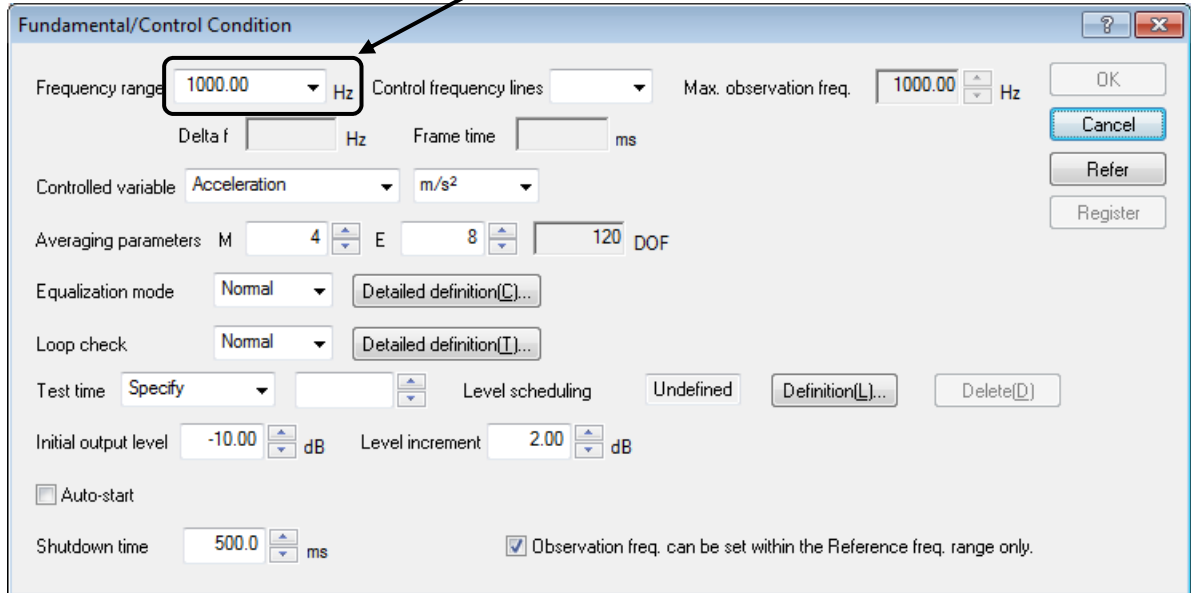 Fundamental/Control Condition
Frequency range 1000.00 Hz Control frequency lines Max. observation freq. 1000.00 Hz OK
Delta f Hz Frame time ms Cancel
Controlled variable Acceleration m/s² Refer
Register
Averaging parameters M 4 E 8 120 DOF
Equalization mode Normal Detailed definition(C)...
Loop check Normal Detailed definition(T)...
Test time Specify Level scheduling Undefined Definition(L)... Delete(D)
Initial output level -10.00 dB Level increment 2.00 dB
Auto-start
Shutdown time 500.0 ms Observation freq. can be set within the Reference freq. range only.